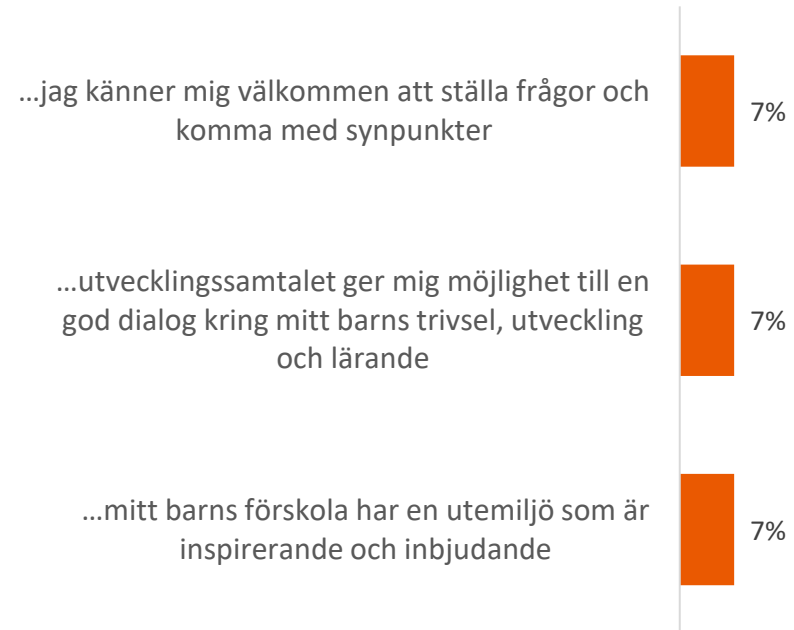 …jag känner mig välkommen att ställa frågor och
komma med synpunkter
7%
…utvecklingssamtalet ger mig möjlighet till en
god dialog kring mitt barns trivsel, utveckling
och lärande
7%
…mitt barns förskola har en utemiljö som är
inspirerande och inbjudande
7%